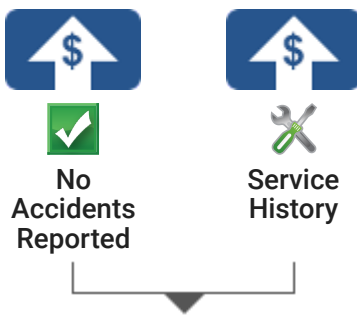 $ $
No
Accidents
Reported
Service
History